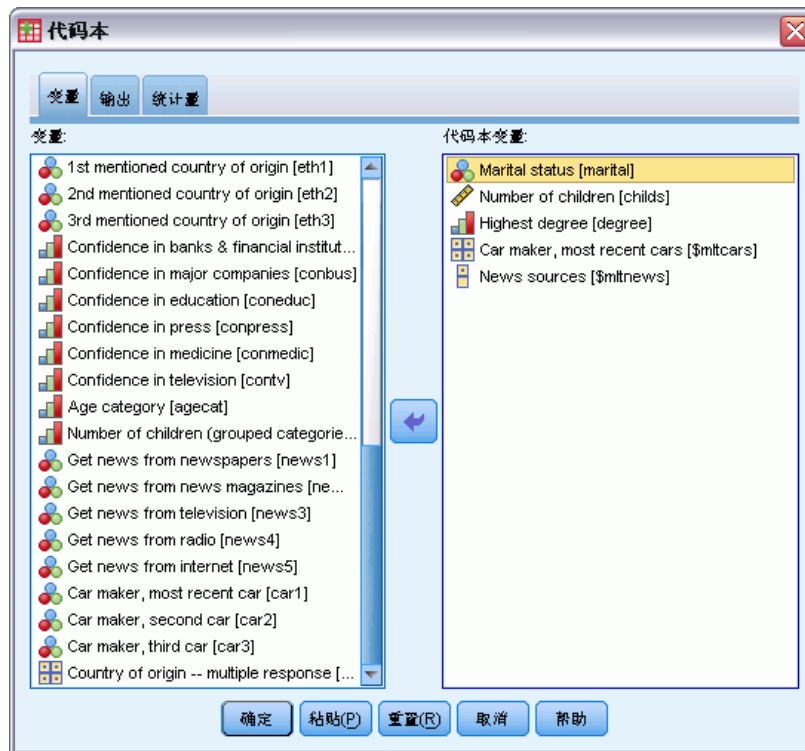 代码本
变量 输出 统计量
变量:
1st mentioned country of origin [eth1]
2nd mentioned country of origin [eth2]
3rd mentioned country of origin [eth3]
Confidence in banks & financial institut...
Confidence in major companies [conbus]
Confidence in education [coneduc]
Confidence in press [conpress]
Confidence in medicine [conmedic]
Confidence in television [contv]
Age category [agecat]
Number of children (grouped categorie...
Get news from newspapers [news1]
Get news from news magazines [ne...
Get news from television [news3]
Get news from radio [news4]
Get news from internet [news5]
Car maker, most recent car [car1]
Car maker, second car [car2]
Car maker, third car [car3]
Country of origin -- multiple response [...
代码本变量:
Marital status [marital]
Number of children [childs]
Highest degree [degree]
Car maker, most recent cars [$mltcars]
News sources [$mltnews]
确定 粘贴(P) 重置(R) 取消 帮助